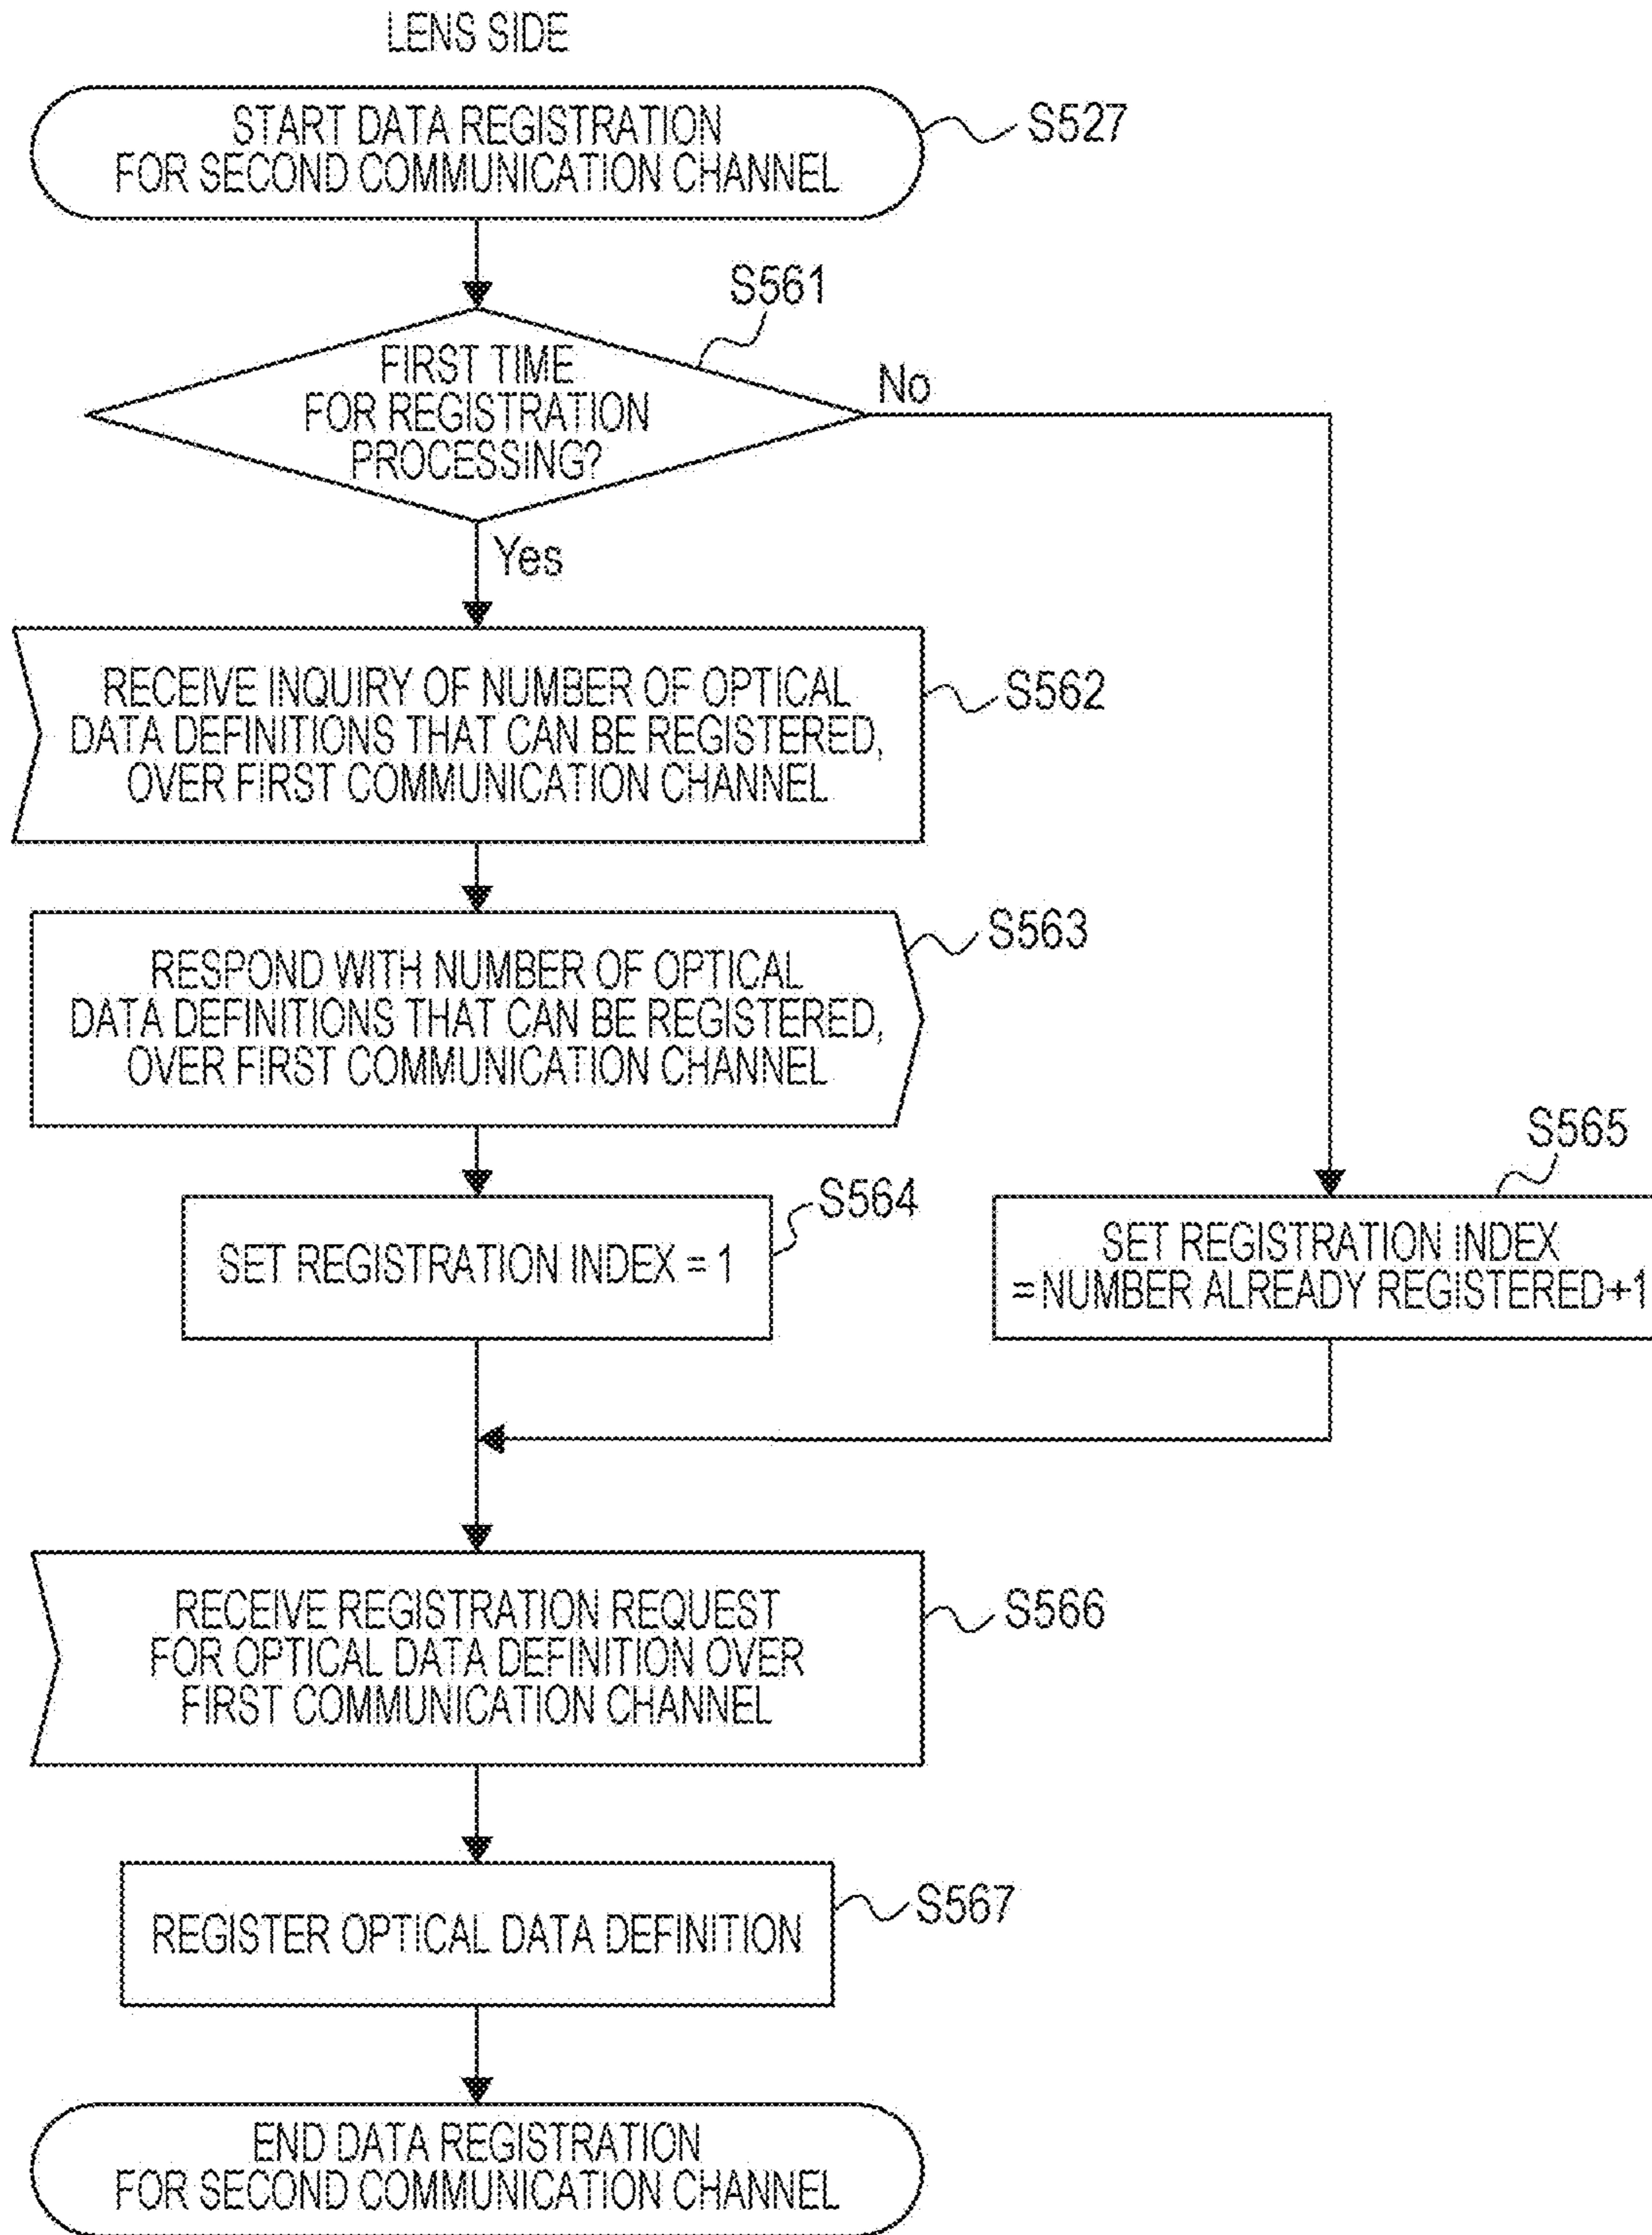 LENS SIDE
START DATA REGISTRATION
FOR SECOND COMMUNICATION CHANNEL
S527
S561
FIRST TIME
FOR REGISTRATION
PROCESSING?
No
Yes
RECEIVE INQUIRY OF NUMBER OF OPTICAL
DATA DEFINITIONS THAT CAN BE REGISTERED,
OVER FIRST COMMUNICATION CHANNEL
S562
RESPOND WITH NUMBER OF OPTICAL
DATA DEFINITIONS THAT CAN BE REGISTERED,
OVER FIRST COMMUNICATION CHANNEL
S563
SET REGISTRATION INDEX = 1
S564
S565
SET REGISTRATION INDEX
= NUMBER ALREADY REGISTERED+1
RECEIVE REGISTRATION REQUEST
FOR OPTICAL DATA DEFINITION OVER
FIRST COMMUNICATION CHANNEL
S566
REGISTER OPTICAL DATA DEFINITION
S567
END DATA REGISTRATION
FOR SECOND COMMUNICATION CHANNEL